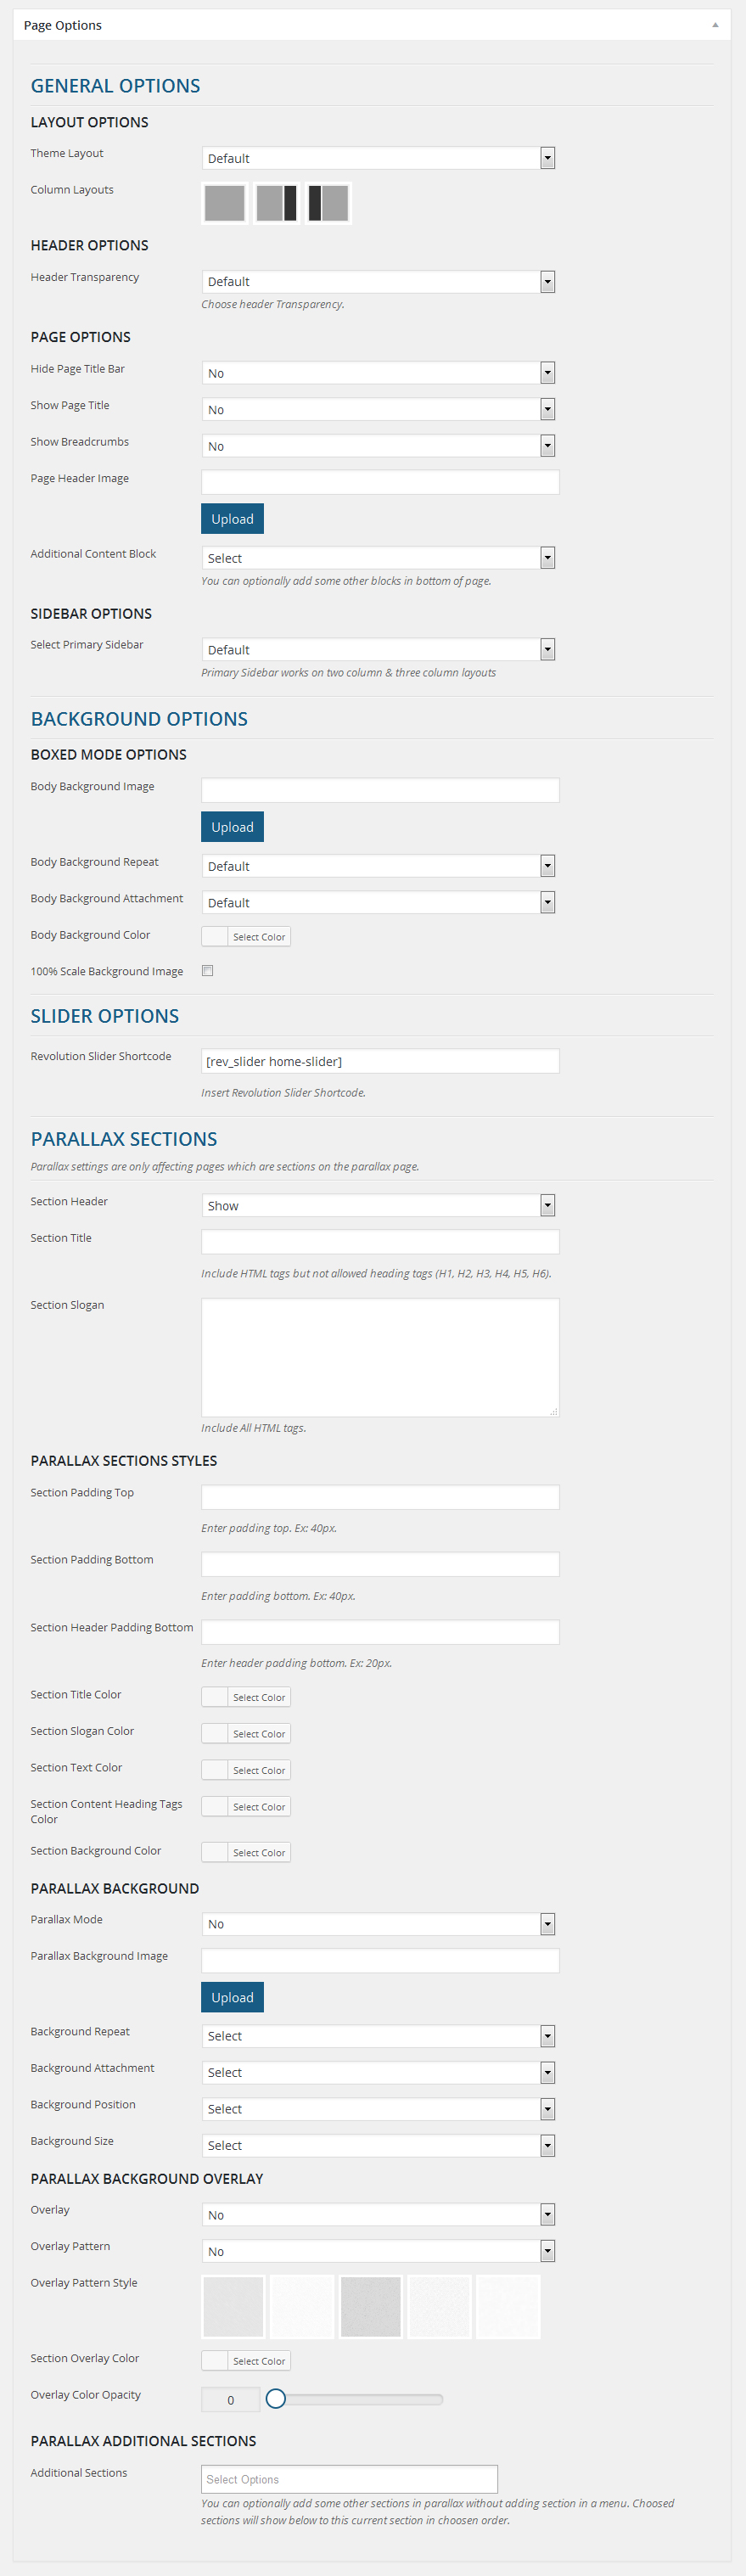 Page Options
GENERAL OPTIONS
LAYOUT OPTIONS
Theme Layout
Default
Column Layouts
HEADER OPTIONS
Header Transparency
Default
Choose header Transparency.
PAGE OPTIONS
Hide Page Title Bar
No
Show Page Title
No
Show Breadcrumbs
No
Page Header Image
Upload
Additional Content Block
Select
You can optionally add some other blocks in bottom of page.
SIDEBAR OPTIONS
Select Primary Sidebar
Default
Primary Sidebar works on two column & three column layouts
BACKGROUND OPTIONS
BOXED MODE OPTIONS
Body Background Image
Upload
Body Background Repeat
Default
Body Background Attachment
Default
Body Background Color
Select Color
100% Scale Background Image
SLIDER OPTIONS
Revolution Slider Shortcode
[rev_slider home-slider]
Insert Revolution Slider Shortcode.
PARALLAX SECTIONS
Parallax settings are only affecting pages which are sections on the parallax page.
Section Header
Show
Section Title
Include HTML tags but not allowed heading tags (H1, H2, H3, H4, H5, H6).
Section Slogan
Include All HTML tags.
PARALLAX SECTIONS STYLES
Section Padding Top
Enter padding top. Ex: 40px.
Section Padding Bottom
Enter padding bottom. Ex: 40px.
Section Header Padding Bottom
Enter header padding bottom. Ex: 20px.
Section Title Color
Select Color
Section Slogan Color
Select Color
Section Text Color
Select Color
Section Content Heading Tags
Color
Select Color
Section Background Color
Select Color
PARALLAX BACKGROUND
Parallax Mode
No
Parallax Background Image
Upload
Background Repeat
Select
Background Attachment
Select
Background Position
Select
Background Size
Select
PARALLAX BACKGROUND OVERLAY
Overlay
No
Overlay Pattern
No
Overlay Pattern Style
Section Overlay Color
Select Color
Overlay Color Opacity
0
PARALLAX ADDITIONAL SECTIONS
Additional Sections
Select Options
You can optionally add some other sections in parallax without adding section in a menu. Choosed
sections will show below to this current section in choosen order.